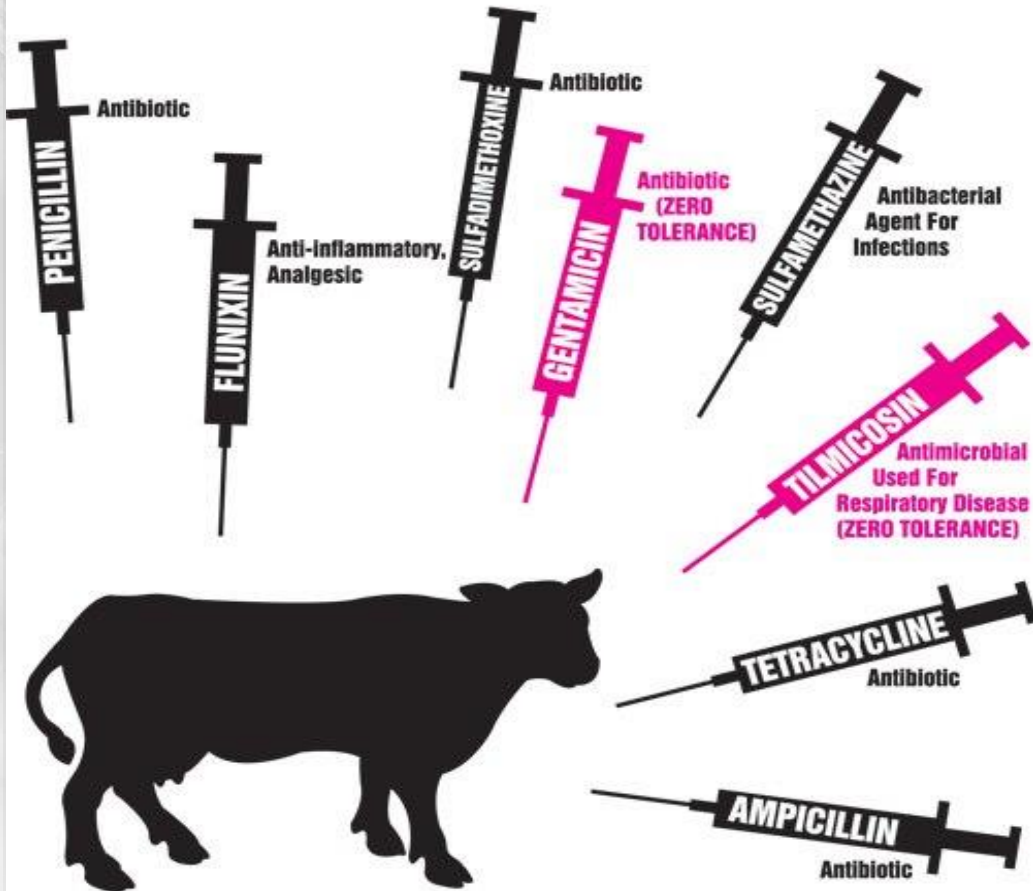 PENICILLIN
Antibiotic
FLUNIXIN
Anti-inflammatory,
Analgesic
SULFADIMETHOXINE
Antibiotic
GENTAMICIN
Antibiotic
(ZERO
TOLERANCE)
SULFAMETHAZINE
Antibacterial
Agent For
Infections
TILMICOSIN
Antimicrobial
Used For
Respiratory Disease
(ZERO TOLERANCE)
TETRACYCLINE
Antibiotic
AMPICILLIN
Antibiotic